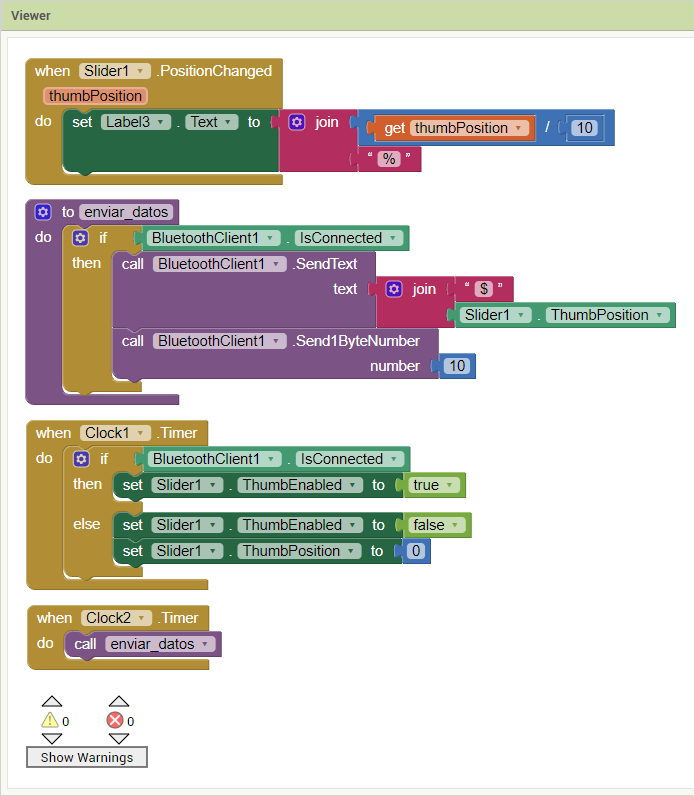 Viewer
when Slider1 .PositionChanged
thumbPosition
do set Label3 . Text to join get thumbPosition / 10
“ % ”
to enviar_datos
do if BluetoothClient1 . IsConnected
then call BluetoothClient1 .SendText
text join “ $ ”
Slider1 . ThumbPosition
call BluetoothClient1 .Send1ByteNumber
number 10
when Clock1 .Timer
do if BluetoothClient1 . IsConnected
then set Slider1 . ThumbEnabled to true
else set Slider1 . ThumbEnabled to false
set Slider1 . ThumbPosition to 0
when Clock2 .Timer
do call enviar_datos
0 0
Show Warnings